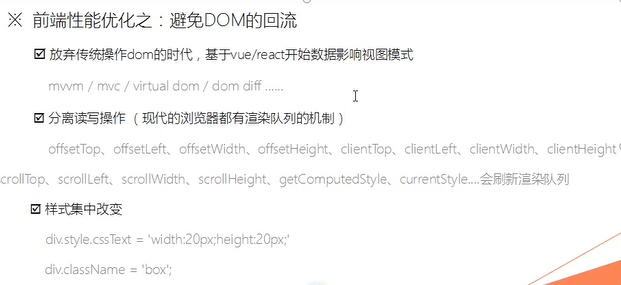 ※ 前端性能优化之：避免DOM的回流
☑ 放弃传统操作dom的时代，基于vue/react开始数据影响视图模式
mvvm / mvc / virtual dom / dom diff ......
☑ 分离读写操作 （现代的浏览器都有渲染队列的机制）
offsetTop、offsetLeft、offsetWidth、offsetHeight、clientTop、clientLeft、clientWidth、clientHeight
crollTop、scrollLeft、scrollWidth、scrollHeight、getComputedStyle、currentStyle....会刷新渲染队列
☑ 样式集中改变
div.style.cssText = 'width:20px;height:20px;'
div.className = 'box';